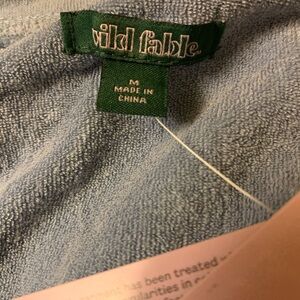 wild fable
M
MADE IN
CHINA
has been treated